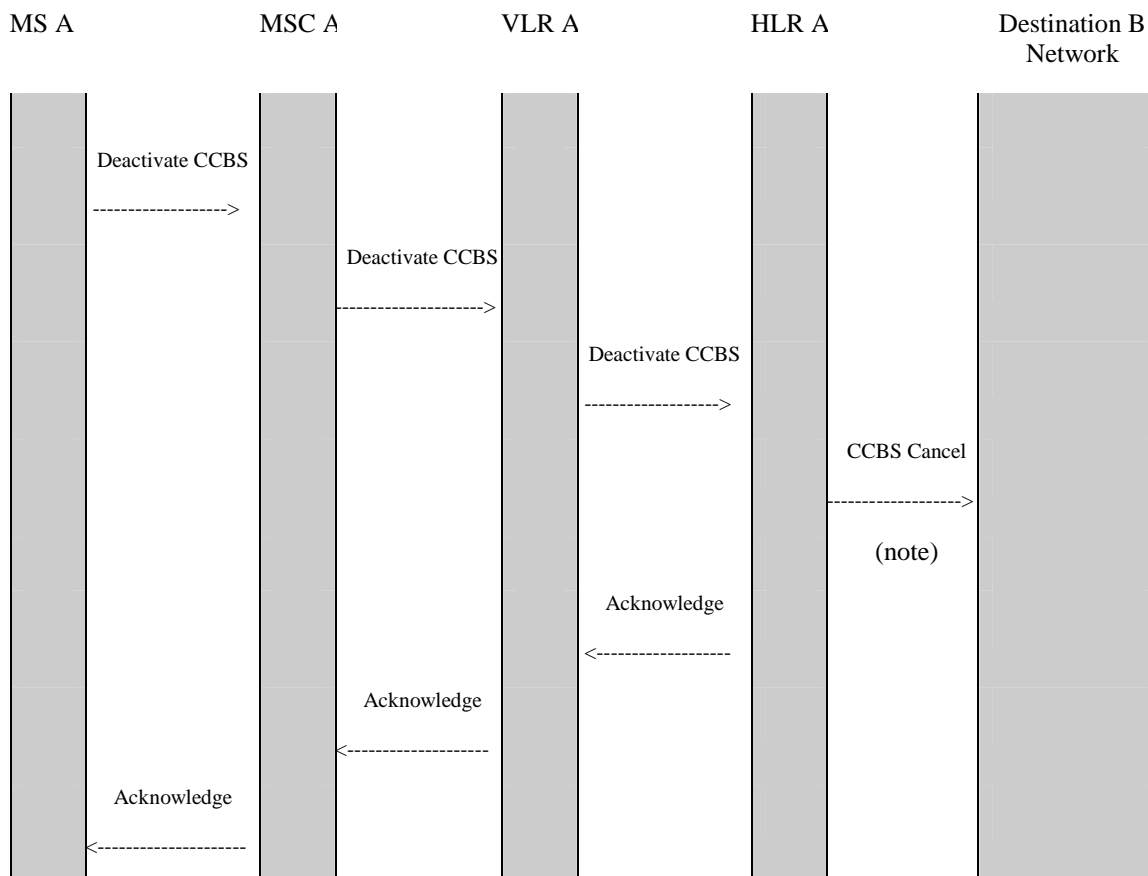 MS A
MSC A
VLR A
HLR A
Destination B
Network
Deactivate CCBS
-------------------->
Deactivate CCBS
---------------------->
Deactivate CCBS
---------------------->
CCBS Cancel
-------------------->
(note)
Acknowledge
<----------------------
Acknowledge
<---------------------
Acknowledge
<-----------------------